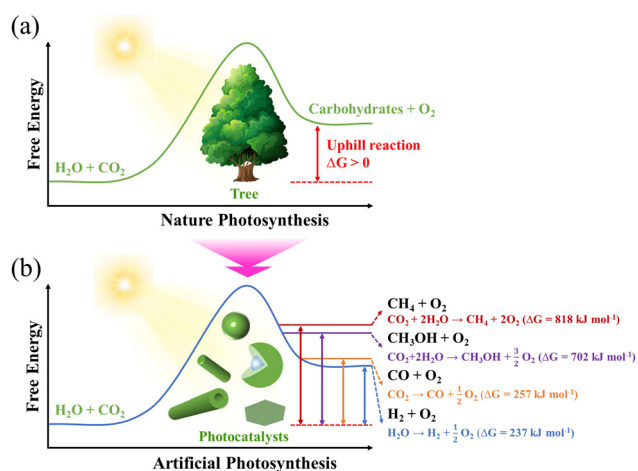 (a)
Free Energy
H₂O + CO₂
Carbohydrates + O₂
Uphill reaction
ΔG > 0
Tree
Nature Photosynthesis
(b)
Free Energy
H₂O + CO₂
Photocatalysts
CH₄ + O₂
CO₂ + 2H₂O → CH₄ + 2O₂ (ΔG = 818 kJ mol⁻¹)
CH₃OH + O₂
CO₂+2H₂O → CH₃OH + 3/2 O₂ (ΔG = 702 kJ mol⁻¹)
CO + O₂
CO₂ → CO + 1/2 O₂ (ΔG = 257 kJ mol⁻¹)
H₂ + O₂
H₂O → H₂ + 1/2 O₂ (ΔG = 237 kJ mol⁻¹)
Artificial Photosynthesis